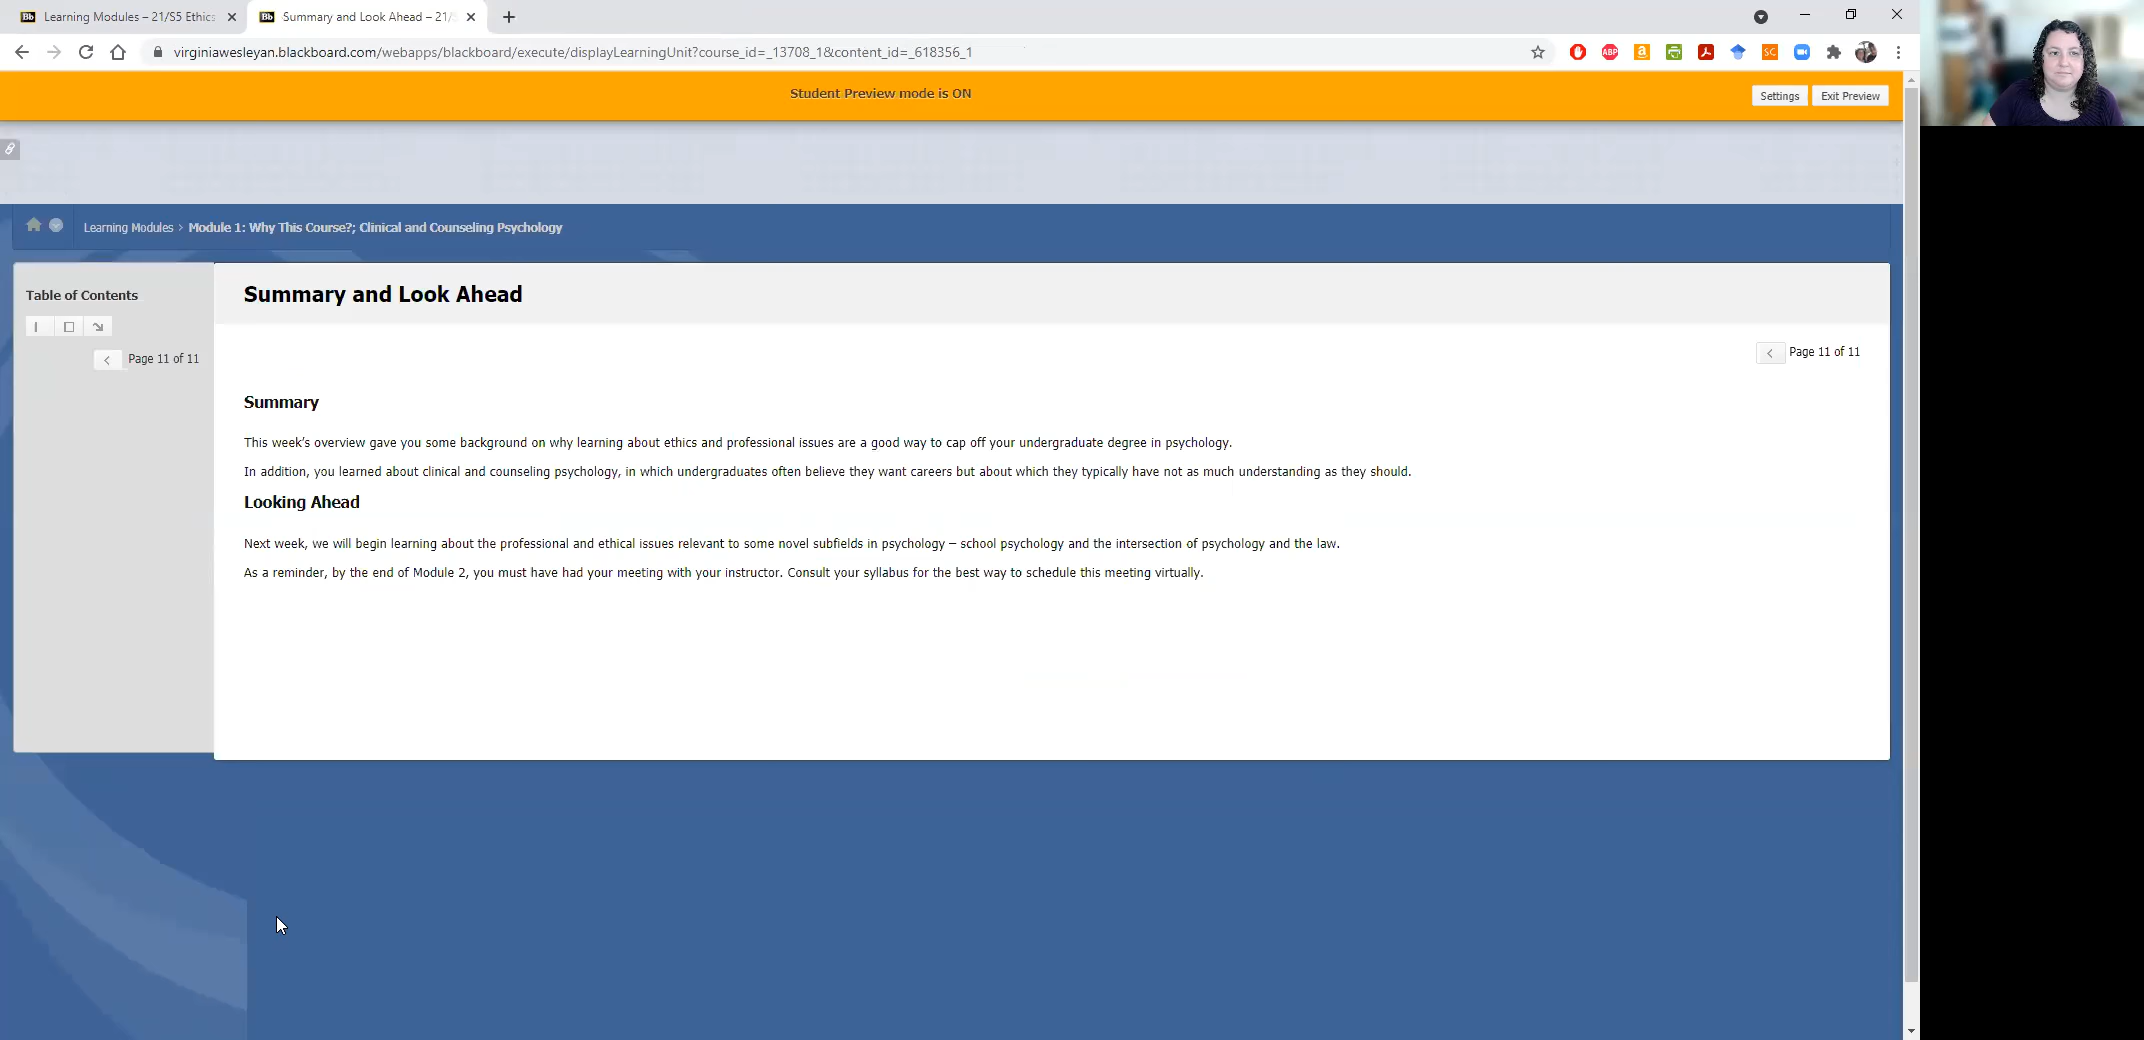 Learning Modules – 21/S5 Ethics
Summary and Look Ahead – 21/
virginiawesleyan.blackboard.com/webapps/blackboard/execute/displayLearningUnit?course_id=_13708_1&content_id=_618356_1
Student Preview mode is ON
Settings
Exit Preview
Learning Modules > Module 1: Why This Course?; Clinical and Counseling Psychology
Table of Contents
Page 11 of 11
Summary and Look Ahead
Page 11 of 11
Summary
This week's overview gave you some background on why learning about ethics and professional issues are a good way to cap off your undergraduate degree in psychology.
In addition, you learned about clinical and counseling psychology, in which undergraduates often believe they want careers but about which they typically have not as much understanding as they should.
Looking Ahead
Next week, we will begin learning about the professional and ethical issues relevant to some novel subfields in psychology – school psychology and the intersection of psychology and the law.
As a reminder, by the end of Module 2, you must have had your meeting with your instructor. Consult your syllabus for the best way to schedule this meeting virtually.